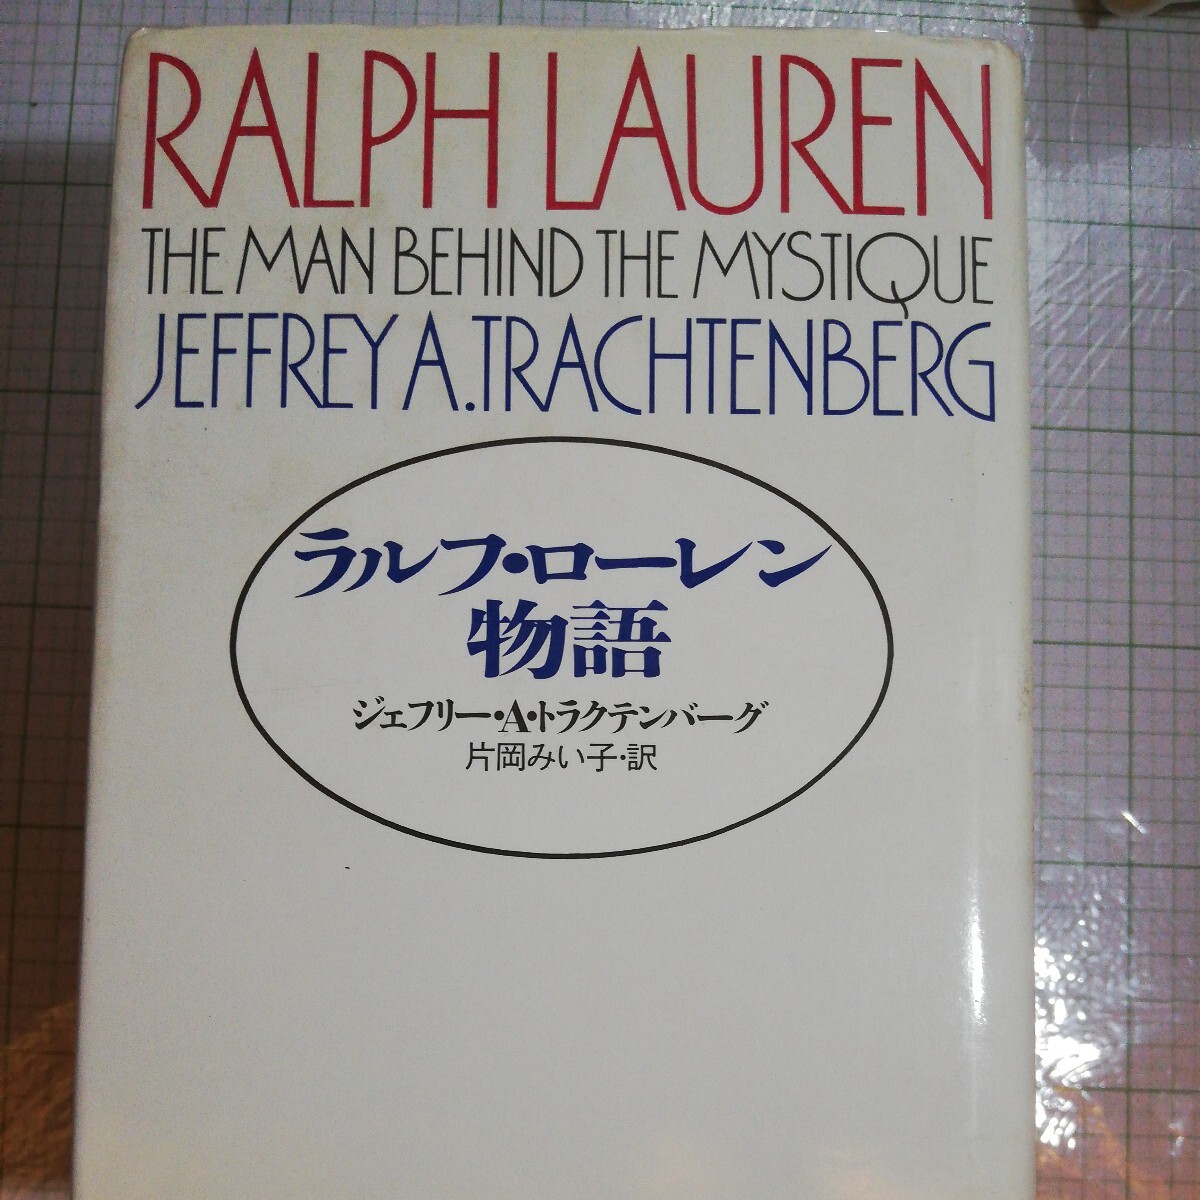 RALPH LAUREN
THE MAN BEHIND THE MYSTIQUE
JEFFREY A. TRACHTENBERG
ラルフ・ローレン
物語
ジェフリー・A・トラクテンバーグ
片岡みい子・訳